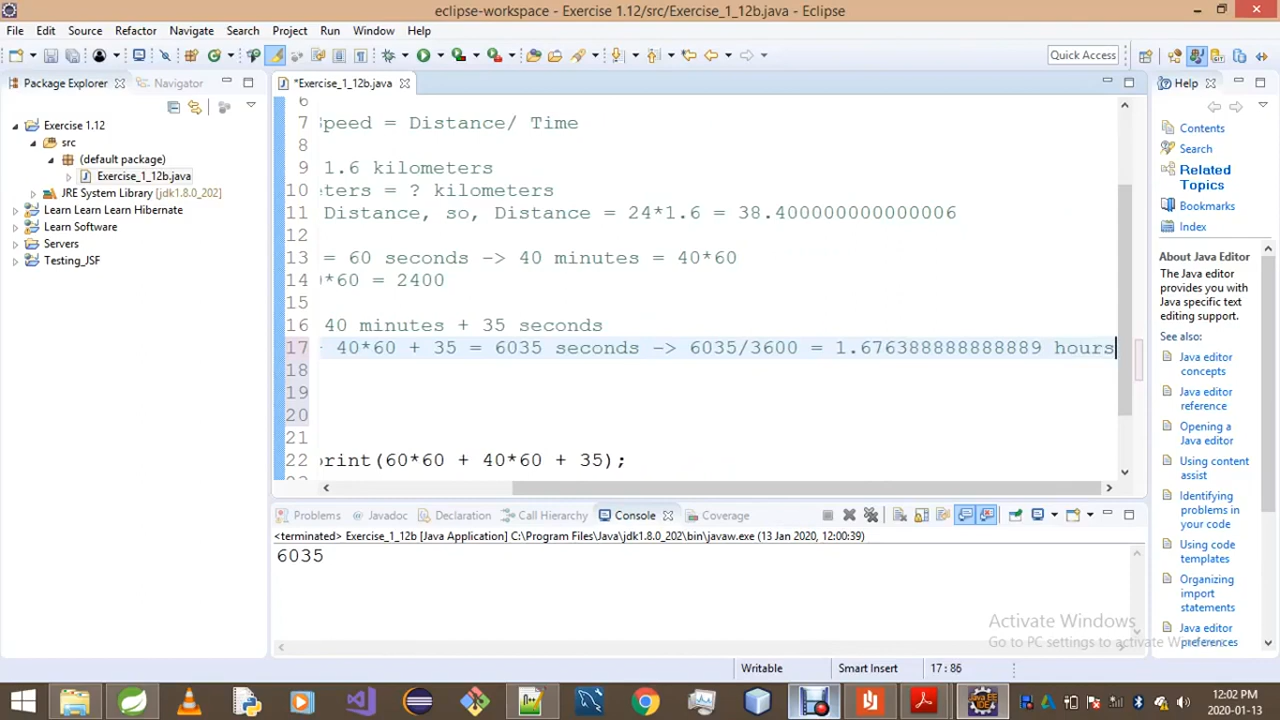 eclipse-workspace - Exercise 1.12/src/Exercise_1_12b.java - Eclipse
File Edit Source Refactor Navigate Search Project Run Window Help
Quick Access
Package Explorer
Navigator
*Exercise_1_12b.java
Help
Exercise 1.12
src
(default package)
Exercise_1_12b.java
JRE System Library [jdk1.8.0_202]
Learn Learn Learn Hibernate
Learn Software
Servers
Testing_JSF
6
7 Speed = Distance/ Time
8
9 1.6 kilometers
10 eters = ? kilometers
11 Distance, so, Distance = 24*1.6 = 38.400000000000006
12
13 = 60 seconds -> 40 minutes = 40*60
14 0*60 = 2400
15
16 40 minutes + 35 seconds
17 40*60 + 35 = 6035 seconds -> 6035/3600 = 1.676388888888889 hours
18
19
20
21
22 print(60*60 + 40*60 + 35);
Contents
Search
Related
Topics
Bookmarks
Index
About Java Editor
The Java editor
provides you with
Java specific text
editing support.
See also:
Java editor
concepts
Java editor
reference
Opening a
Java editor
Using content
assist
Identifying
problems in
your code
Using code
templates
Organizing
import
statements
Java editor
preferences
Problems Javadoc Declaration Call Hierarchy Console Coverage
<terminated> Exercise_1_12b [Java Application] C:\Program Files\Java\jdk1.8.0_202\bin\javaw.exe (13 Jan 2020, 12:00:39)
6035
Activate Windows
Go to PC settings to activate Windows.
Writable Smart Insert 17 : 86
12:02 PM
2020-01-13